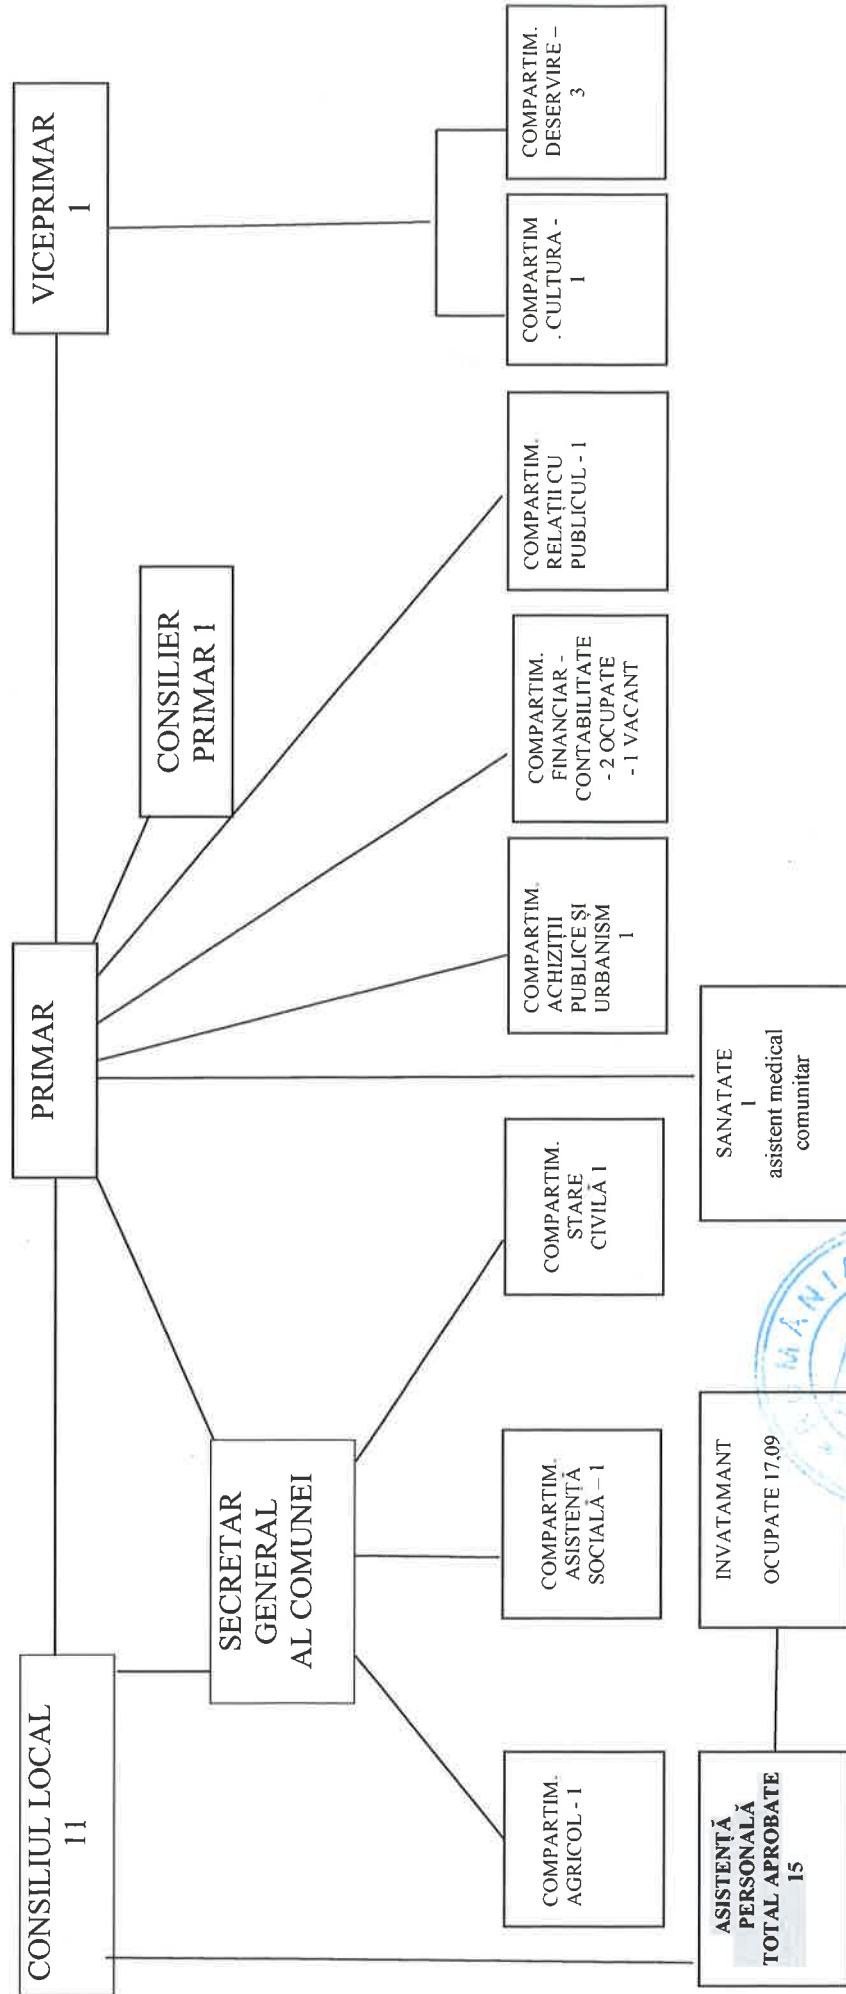 CONSILIUL LOCAL
11
PRIMAR
VICEPRIMAR
1
CONSILIER
PRIMAR 1
SECRETAR
GENERAL
AL COMUNEI
COMPARTIM.
AGRICOL - 1
COMPARTIM.
ASISTENȚĂ
SOCIALĂ – 1
COMPARTIM.
STARE
CIVILĂ 1
COMPARTIM.
ACHIZIȚII
PUBLICE ȘI
URBANISM
1
COMPARTIM.
FINANCIAR -
CONTABILITATE
- 2 OCUPATE
- 1 VACANT
COMPARTIM.
RELAȚII CU
PUBLICUL - 1
COMPARTIM
. CULTURA -
1
COMPARTIM.
DESERVIRE –
3
ASISTENȚĂ
PERSONALĂ
TOTAL APROBATE
15
INVATAMANT
OCUPATE 17,09
SANATATE
1
asistent medical
comunitar